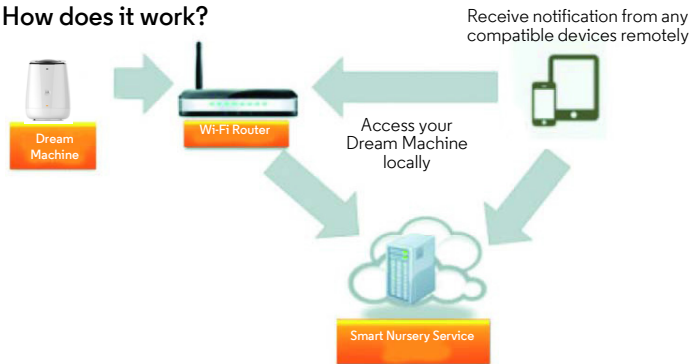 How does it work?
Receive notification from any
compatible devices remotely
Dream
Machine
Wi-Fi Router
Access your
Dream Machine
locally
Smart Nursery Service